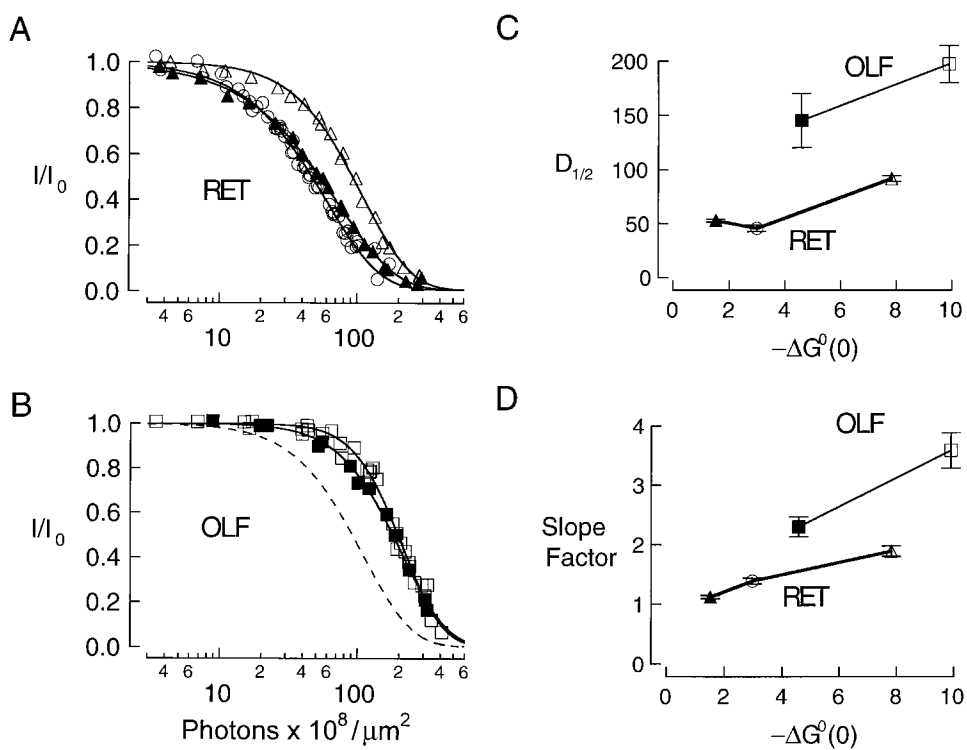 A
1.0
0.8
0.6
0.4
0.2
0.0
I/I0
RET
4 6 2 4 6 2 4 6
10 100
B
1.0
0.8
0.6
0.4
0.2
0.0
I/I0
OLF
4 6 2 4 6 2 4 6
10 100
Photons x 10⁸/μm²
C
200
150
100
50
0
D1/2
OLF
RET
0 2 4 6 8 10
−ΔG⁰(0)
D
4
3
2
1
0
Slope
Factor
OLF
RET
0 2 4 6 8 10
−ΔG⁰(0)